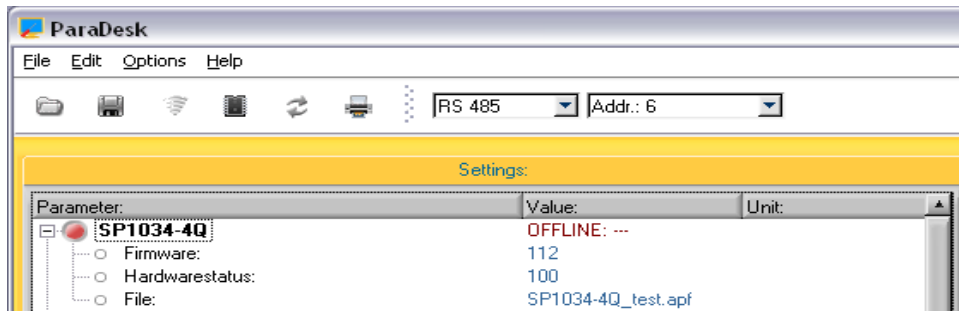 ParaDesk
File Edit Options Help
RS 485 Addr.: 6
Settings:
Parameter: Value: Unit:
SP1034-4Q OFFLINE: ---
Firmware: 112
Hardwarestatus: 100
File: SP1034-4Q_test.apf